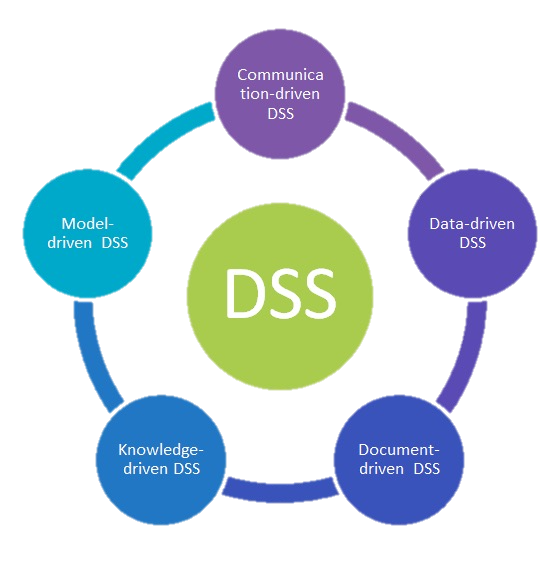 Communica
tion-driven
DSS
Model-
driven DSS
Data-driven
DSS
DSS
Knowledge-
driven DSS
Document-
driven DSS